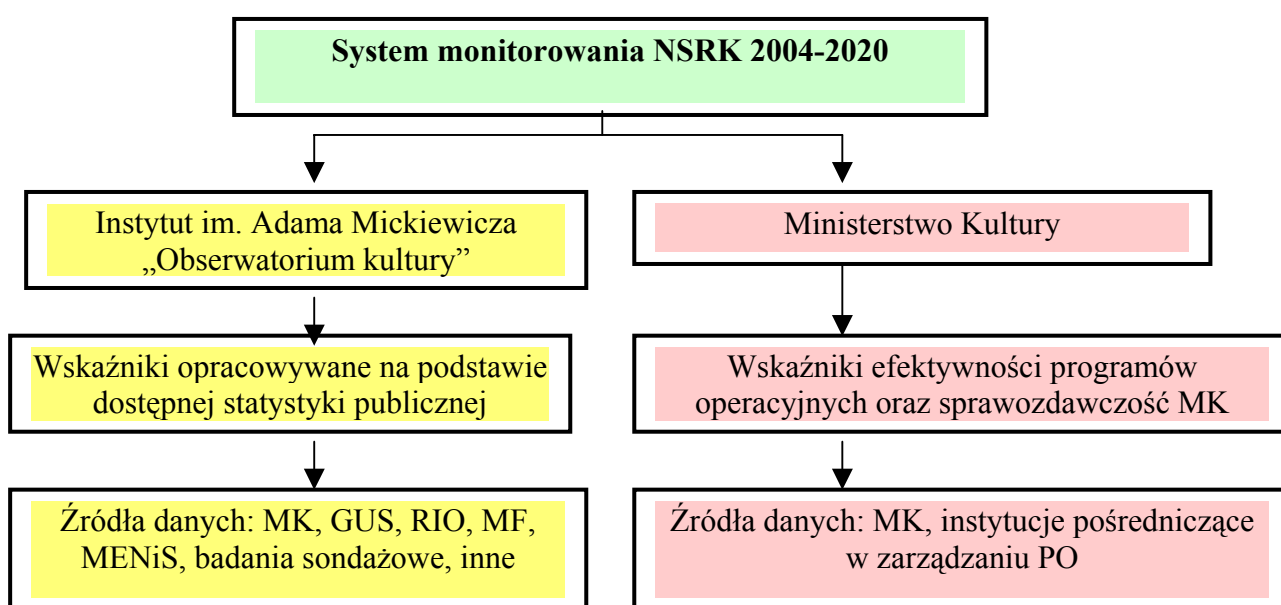 System monitorowania NSRK 2004-2020
Instytut im. Adama Mickiewicza
„Obserwatorium kultury”
Ministerstwo Kultury
Wskaźniki opracowywane na podstawie
dostępnej statystyki publicznej
Wskaźniki efektywności programów
operacyjnych oraz sprawozdawczość MK
Źródła danych: MK, GUS, RIO, MF,
MENiS, badania sondażowe, inne
Źródła danych: MK, instytucje pośredniczące
w zarządzaniu PO